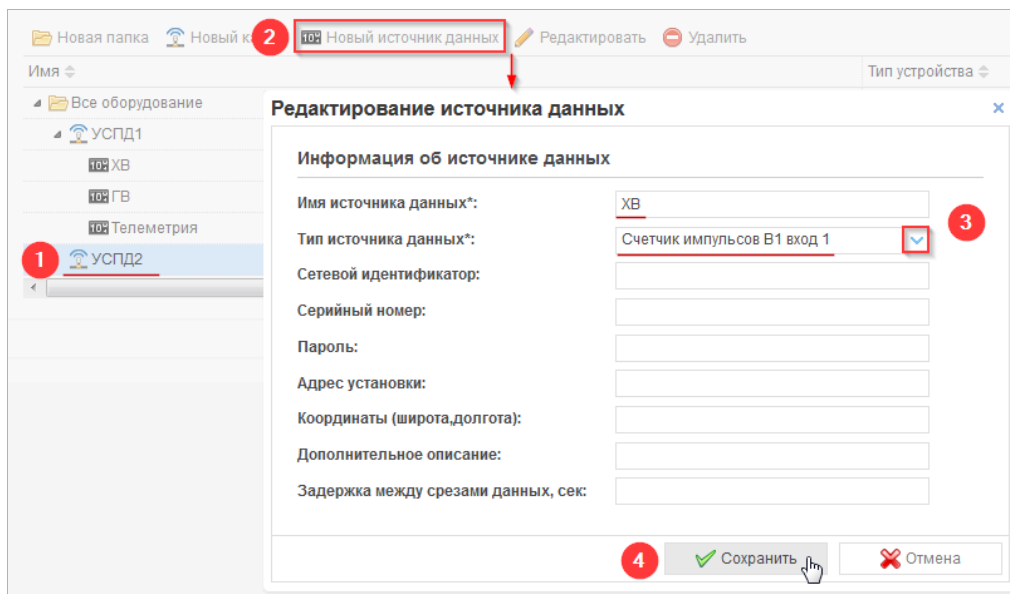 Новая папка Новый к 2 Новый источник данных Редактировать Удалить
Имя Тип устройства
Все оборудование
УСПД1
ХВ
ГВ
Телеметрия
1 УСПД2
Редактирование источника данных
Информация об источнике данных
Имя источника данных*: ХВ
3
Тип источника данных*: Счетчик импульсов В1 вход 1
Сетевой идентификатор:
Серийный номер:
Пароль:
Адрес установки:
Координаты (широта,долгота):
Дополнительное описание:
Задержка между срезами данных, сек:
4 Сохранить Отмена